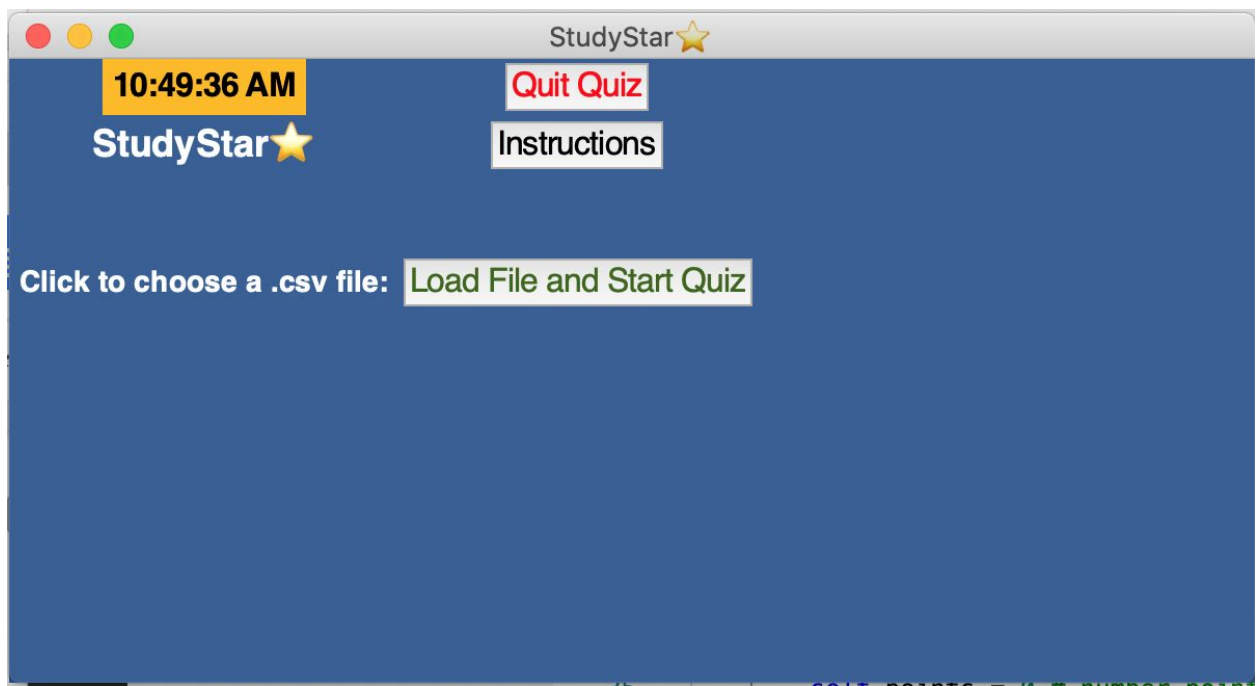 StudyStar⭐
10:49:36 AM
Quit Quiz
StudyStar⭐
Instructions
Click to choose a .csv file: Load File and Start Quiz